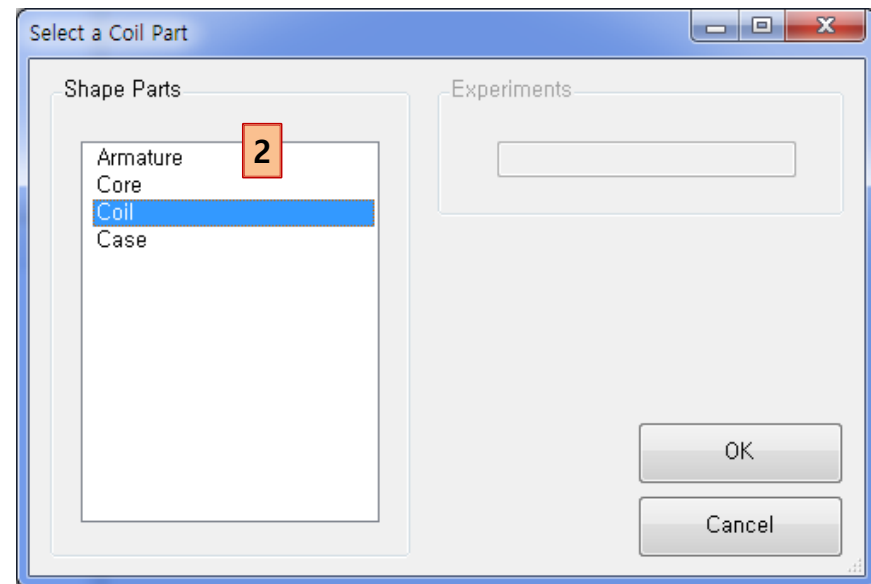 Select a Coil Part
Shape Parts
Experiments
2
Armature
Core
Coil
Case
OK
Cancel